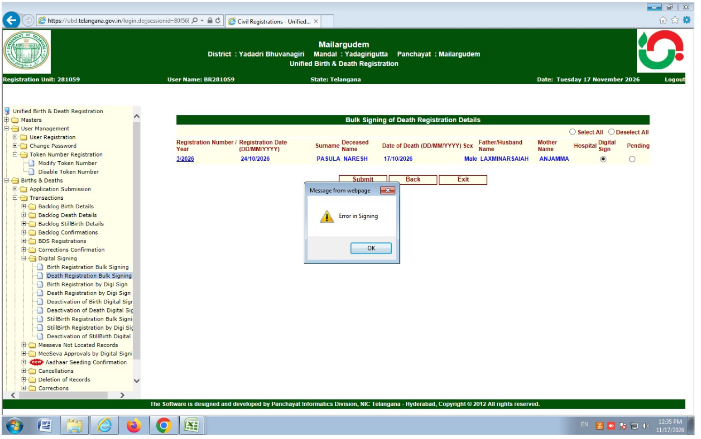 https://ubd.telangana.gov.in/login.do;jsessionid=80f56l
Civil Registrations - Unified...
Mailargudem
District : Yadadri Bhuvanagiri Mandal : Yadagirigutta Panchayat : Mailargudem
Unified Birth & Death Registration
Registration Unit: 281059 User Name: BR281059 State: Telangana Date: Tuesday 17 November 2026 Logout
Unified Birth & Death Registration
Masters
User Management
User Registration
Change Password
Token Number Registration
Modify Token Number
Disable Token Number
Births & Deaths
Application Submission
Transactions
Backlog Birth Details
Backlog Death Details
Backlog StillBirth Details
Backlog Confirmations
BDS Registrations
Corrections Confirmation
Digital Signing
Birth Registration Bulk Signing
Death Registration Bulk Signing
Birth Registration by Digi Sign
Death Registration by Digi Sign
Deactivation of Birth Digital Sign
Deactivation of Death Digital Sig
StillBirth Registration Bulk Signi
StillBirth Registration by Digi Sig
Deactivation of StillBirth Digital
Meeseva Not Located Records
MeeSeva Approvals by Digital Signi
Aadhaar Seeding Confirmation
Cancellations
Deletion of Records
Corrections
Bulk Signing of Death Registration Details
Select All Deselect All
Registration Number / Year Registration Date (DD/MM/YYYY) Surname Deceased Name Date of Death (DD/MM/YYYY) Sex Father/Husband Name Mother Name Hospital Digital Sign Pending
3/2026 24/10/2026 PASULA NARESH 17/10/2026 Male LAXMINARSAIAH ANJAMMA
Submit Back Exit
Message from webpage
Error in Signing
OK
The Software is designed and developed by Panchayat Informatics Division, NIC Telangana - Hyderabad, Copyright © 2012 All rights reserved.
EN
12:35 PM
11/17/2026